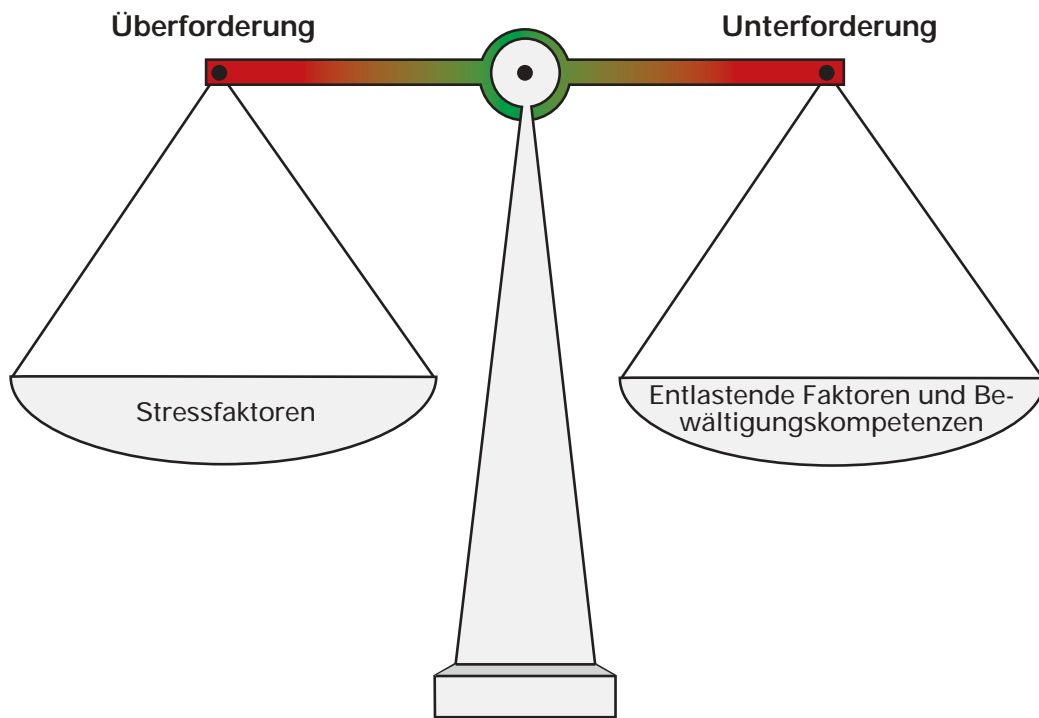 Überforderung
Unterforderung
Stressfaktoren
Entlastende Faktoren und Be-
wältigungskompetenzen